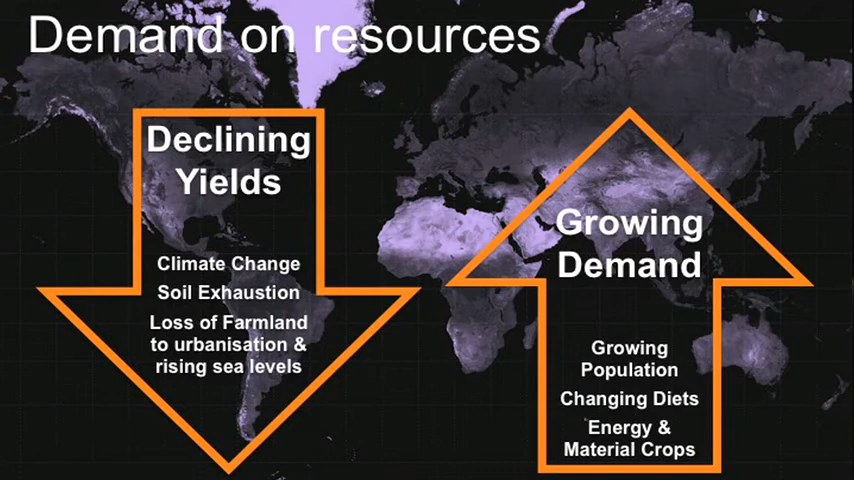 Demand on resources
Declining
Yields
Climate Change
Soil Exhaustion
Loss of Farmland
to urbanisation &
rising sea levels
Growing
Demand
Growing
Population
Changing Diets
Energy &
Material Crops